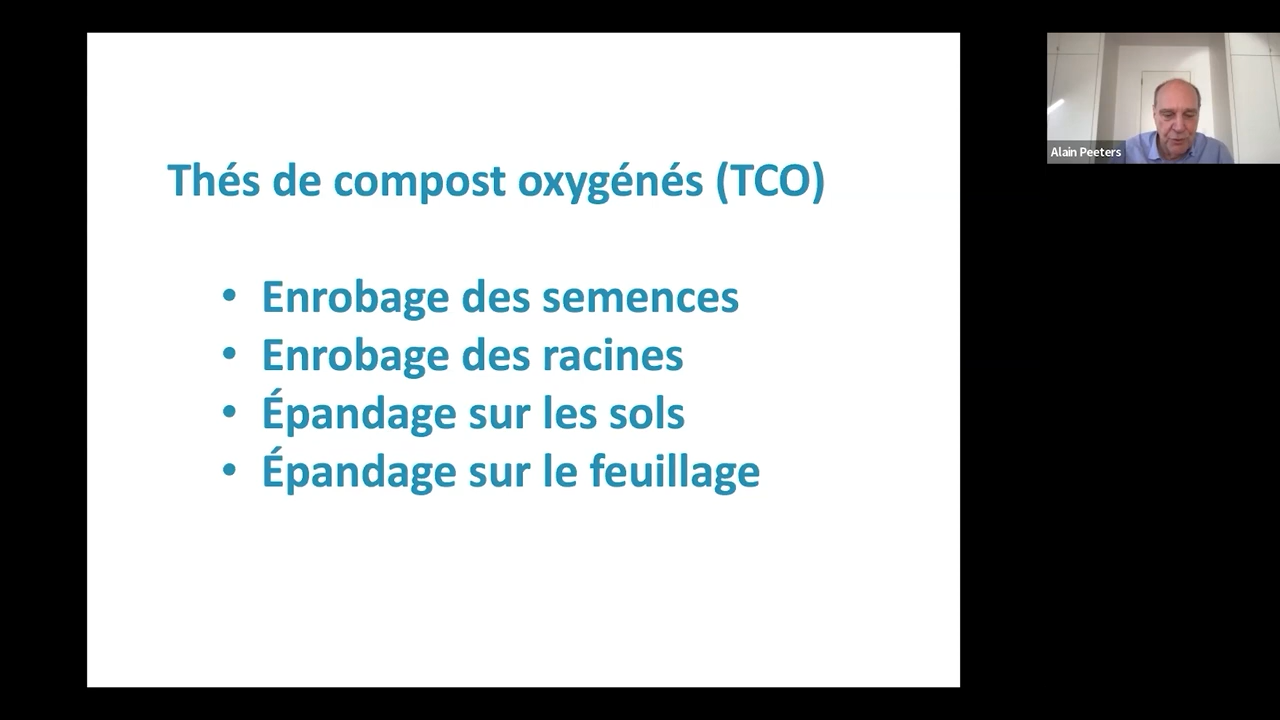 Thés de compost oxygénés (TCO)
• Enrobage des semences
• Enrobage des racines
• Épandage sur les sols
• Épandage sur le feuillage
Alain Peeters